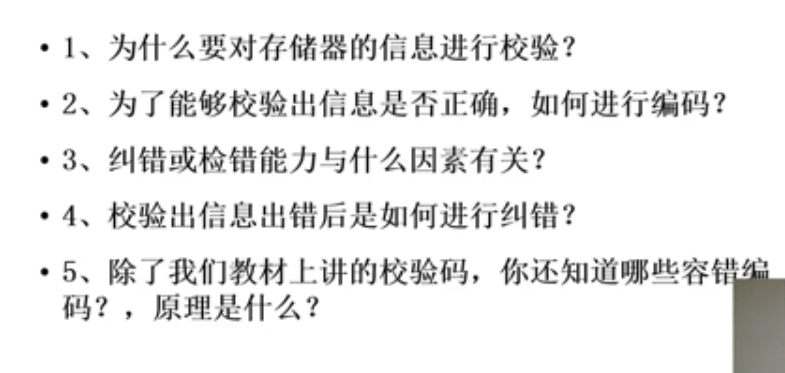 • 1、为什么要对存储器的信息进行校验?
• 2、为了能够校验出信息是否正确，如何进行编码?
• 3、纠错或检错能力与什么因素有关?
• 4、校验出信息出错后是如何进行纠错?
• 5、除了我们教材上讲的校验码，你还知道哪些容错编
码?，原理是什么?